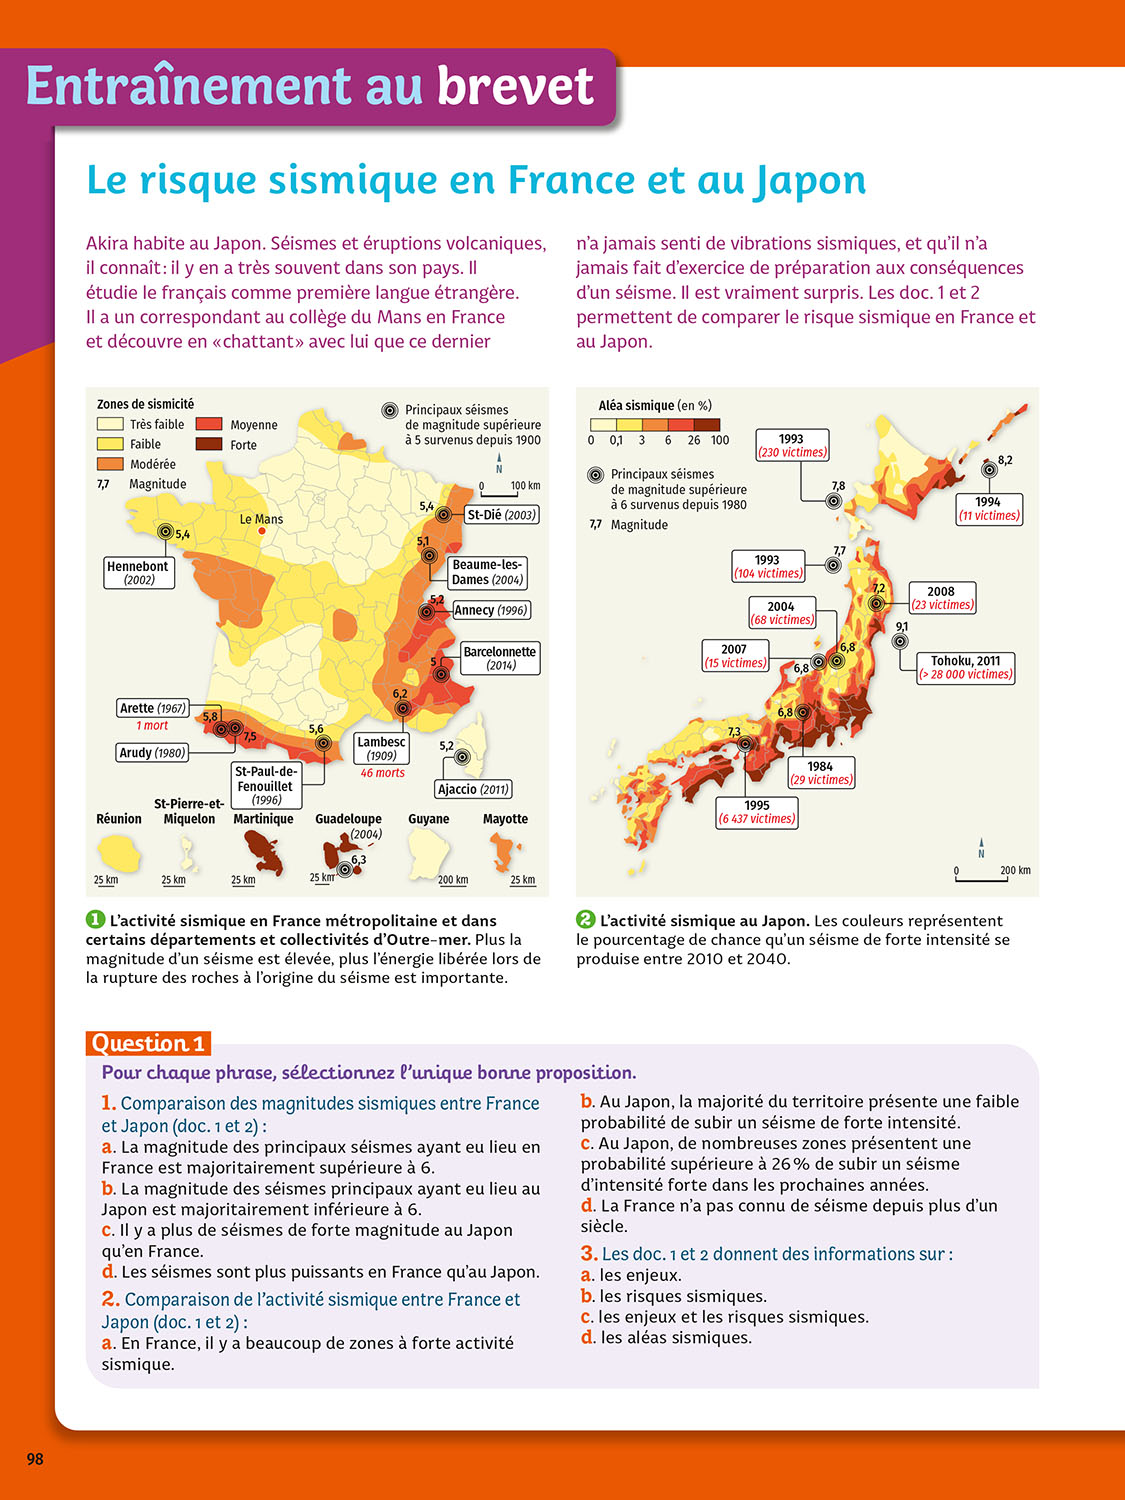 Entraînement au brevet
Le risque sismique en France et au Japon
Akira habite au Japon. Séismes et éruptions volcaniques,
il connaît : il y en a très souvent dans son pays. Il
étudie le français comme première langue étrangère.
Il a un correspondant au collège du Mans en France
et découvre en « chattant » avec lui que ce dernier
n'a jamais senti de vibrations sismiques, et qu'il n'a
jamais fait d'exercice de préparation aux conséquences
d'un séisme. Il est vraiment surpris. Les doc. 1 et 2
permettent de comparer le risque sismique en France et
au Japon.
Zones de sismicité
Très faible
Faible
Modérée
Moyenne
Forte
7,7 Magnitude
Principaux séismes
de magnitude supérieure
à 5 survenus depuis 1900
N
0 100 km
Le Mans
5,4
Hennebont
(2002)
5,4
St-Dié (2003)
5,1
Beaume-les-
Dames (2004)
5,2
Annecy (1996)
5
Barcelonnette
(2014)
6,2
Lambesc
(1909)
46 morts
Arette (1967)
1 mort
5,8
7,5
Arudy (1980)
5,6
St-Paul-de-
Fenouillet
(1996)
5,2
Ajaccio (2011)
Réunion
25 km
St-Pierre-et-
Miquelon
25 km
Martinique
25 km
Guadeloupe
(2004)
6,3
25 km
Guyane
200 km
Mayotte
25 km
Aléa sismique (en %)
0 0,1 3 6 26 100
Principaux séismes
de magnitude supérieure
à 6 survenus depuis 1980
7,7 Magnitude
1993
(230 victimes)
7,8
8,2
1994
(11 victimes)
1993
(104 victimes)
7,7
7,2
2008
(23 victimes)
2004
(68 victimes)
6,8
9,1
Tohoku, 2011
(> 28 000 victimes)
2007
(15 victimes)
6,8
6,8
1984
(29 victimes)
7,3
1995
(6 437 victimes)
N
0 200 km
1 L'activité sismique en France métropolitaine et dans
certains départements et collectivités d'Outre-mer. Plus la
magnitude d'un séisme est élevée, plus l'énergie libérée lors de
la rupture des roches à l'origine du séisme est importante.
2 L'activité sismique au Japon. Les couleurs représentent
le pourcentage de chance qu'un séisme de forte intensité se
produise entre 2010 et 2040.
Question 1
Pour chaque phrase, sélectionnez l'unique bonne proposition.
1. Comparaison des magnitudes sismiques entre France
et Japon (doc. 1 et 2) :
a. La magnitude des principaux séismes ayant eu lieu en
France est majoritairement supérieure à 6.
b. La magnitude des séismes principaux ayant eu lieu au
Japon est majoritairement inférieure à 6.
c. Il y a plus de séismes de forte magnitude au Japon
qu'en France.
d. Les séismes sont plus puissants en France qu'au Japon.
2. Comparaison de l'activité sismique entre France et
Japon (doc. 1 et 2) :
a. En France, il y a beaucoup de zones à forte activité
sismique.
b. Au Japon, la majorité du territoire présente une faible
probabilité de subir un séisme de forte intensité.
c. Au Japon, de nombreuses zones présentent une
probabilité supérieure à 26 % de subir un séisme
d'intensité forte dans les prochaines années.
d. La France n'a pas connu de séisme depuis plus d'un
siècle.
3. Les doc. 1 et 2 donnent des informations sur :
a. les enjeux.
b. les risques sismiques.
c. les enjeux et les risques sismiques.
d. les aléas sismiques.
98